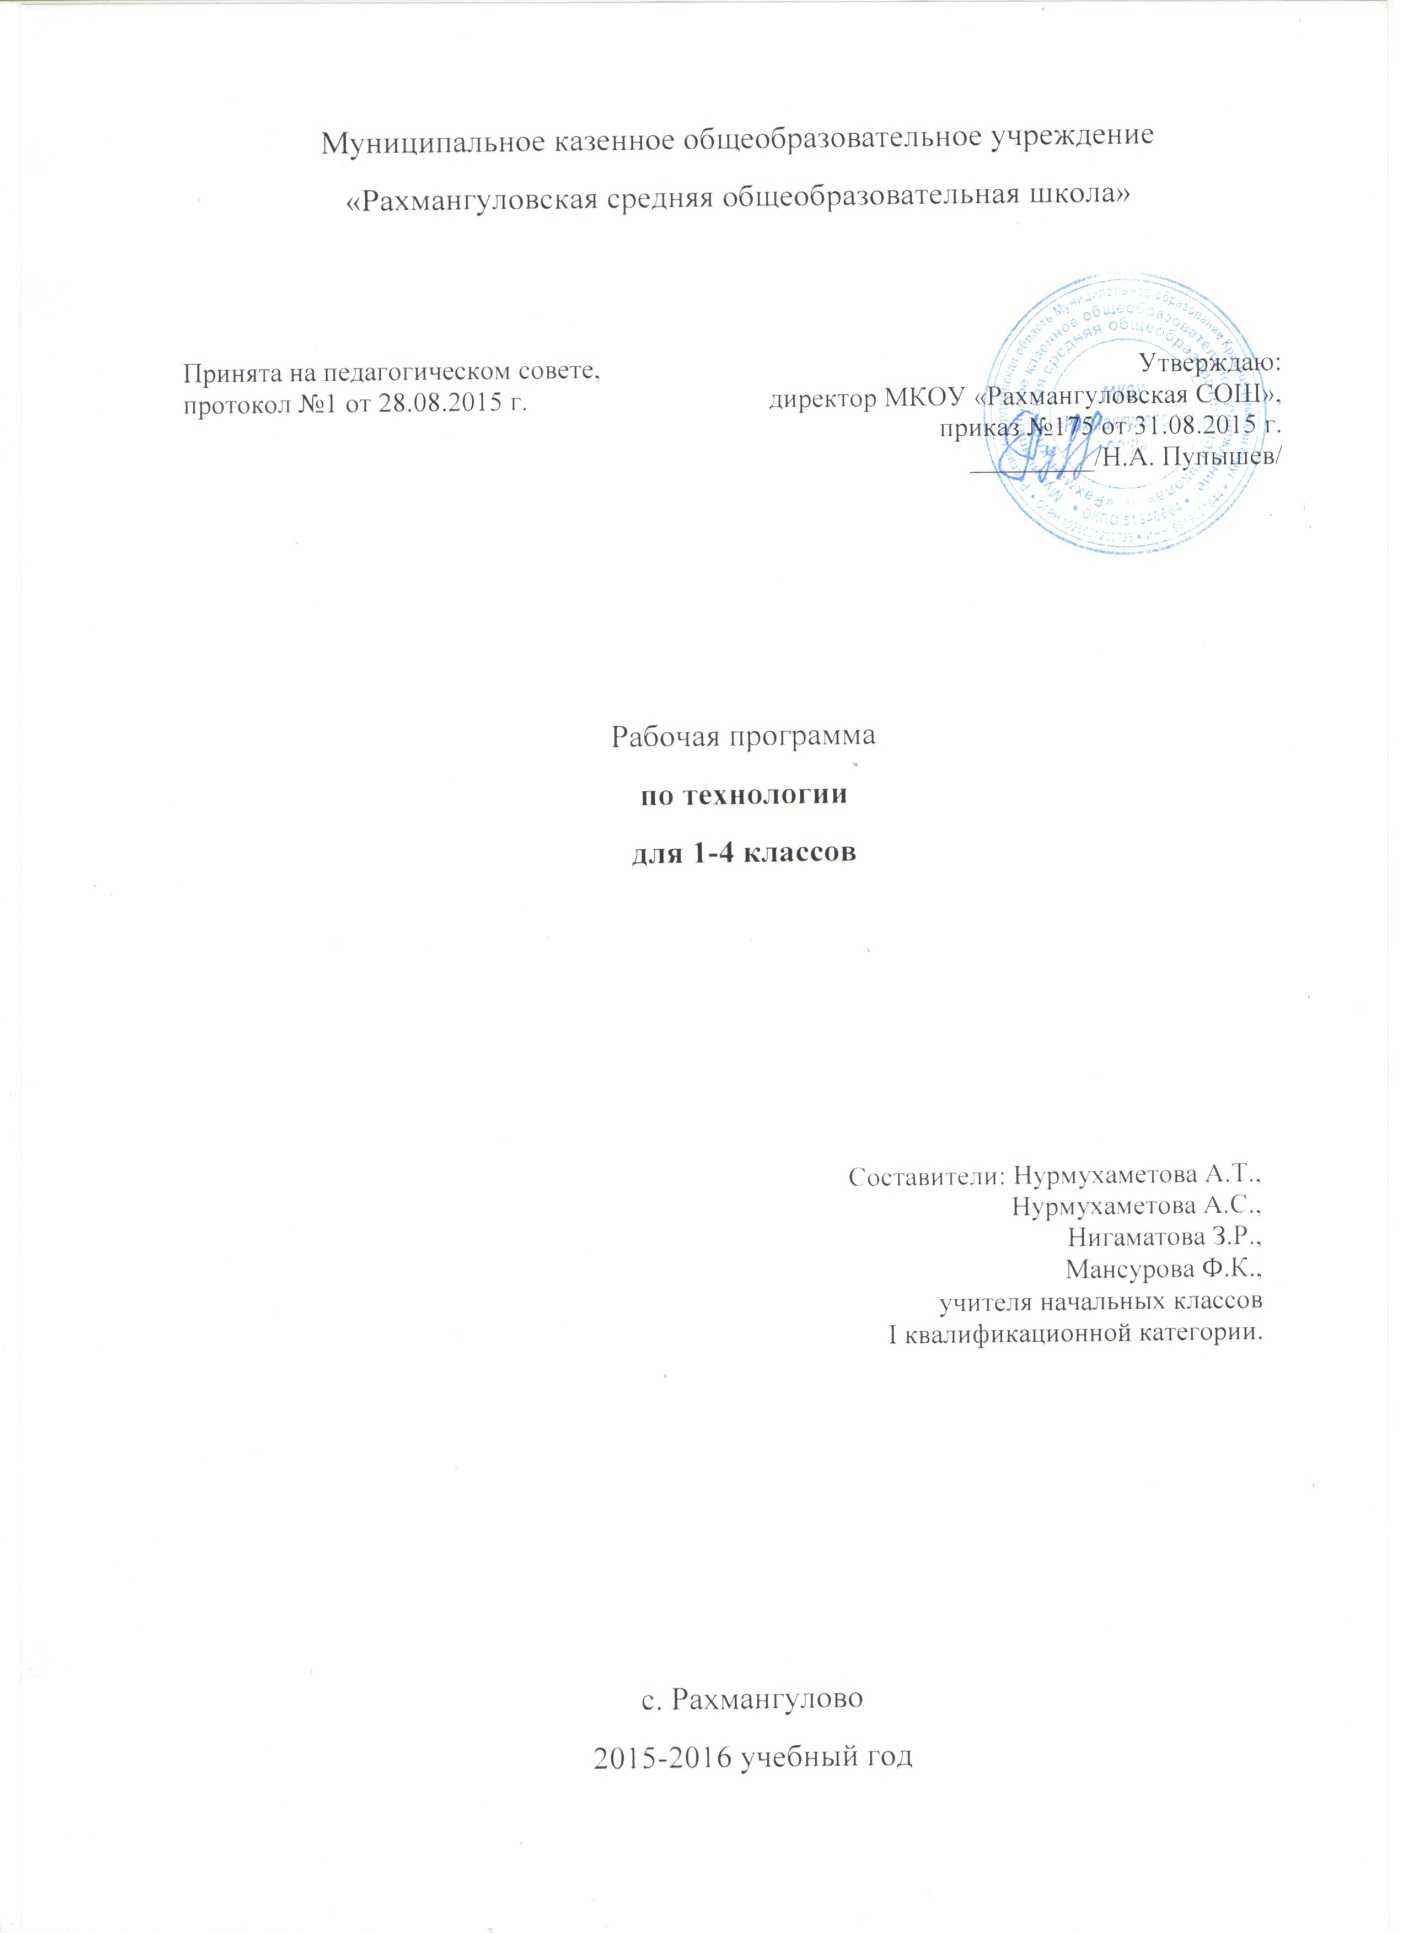 Муниципальное казенное общеобразовательное учреждение
«Рахмангуловская средняя общеобразовательная школа»
Принята на педагогическом совете,
протокол №1 от 28.08.2015 г.
Утверждаю:
директор МКОУ «Рахмангуловская СОШ»,
приказ №175 от 31.08.2015 г.
/Н.А. Пупышев/
Рабочая программа
по технологии
для 1-4 классов
Составители: Нурмухаметова А.Т.,
Нурмухаметова А.С.,
Нигаматова З.Р.,
Мансурова Ф.К.,
учителя начальных классов
I квалификационной категории.
с. Рахмангулово
2015-2016 учебный год